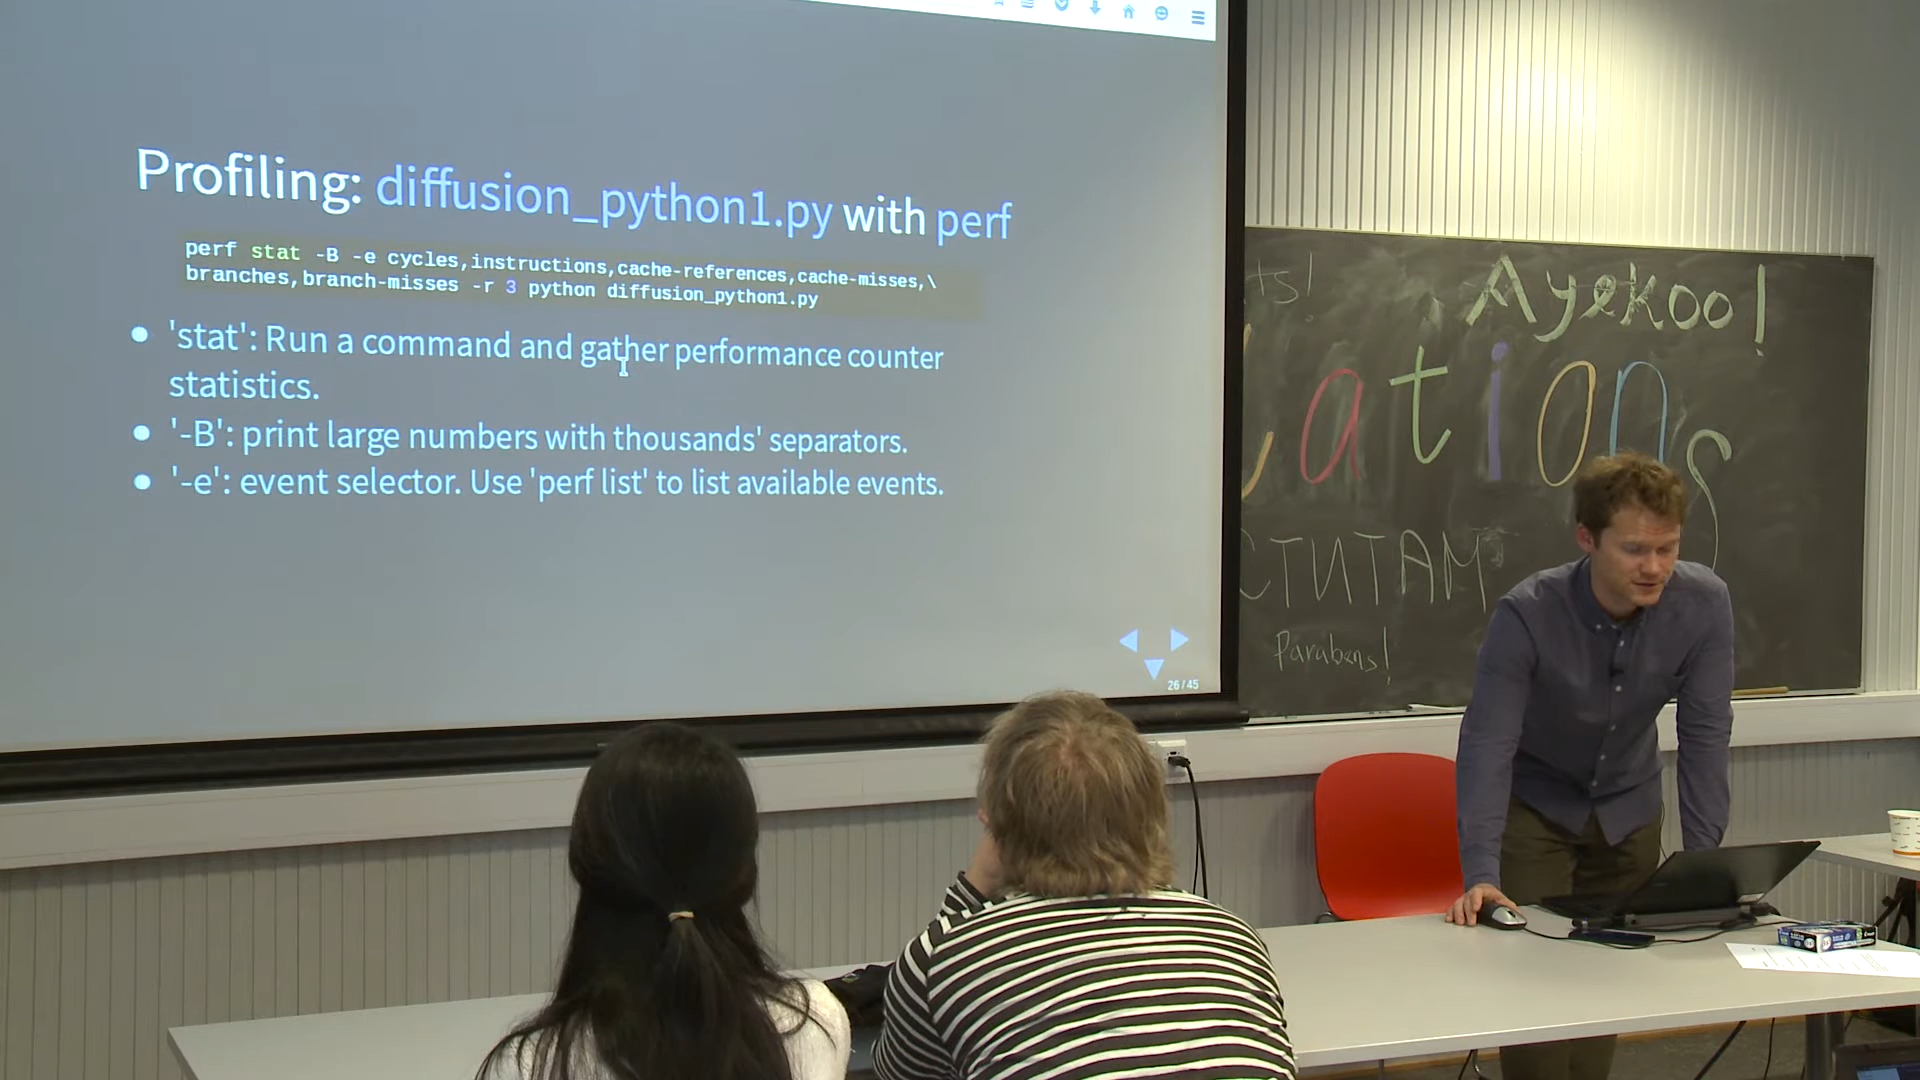 Profiling: diffusion_python1.py with perf
perf stat -B -e cycles,instructions,cache-references,cache-misses,\
branches,branch-misses -r 3 python diffusion_python1.py
'stat': Run a command and gather performance counter
statistics.
'-B': print large numbers with thousands' separators.
'-e': event selector. Use 'perf list' to list available events.
26 / 45
ts!
Ayekoo!
ations
СТИТАМ
Parabens!